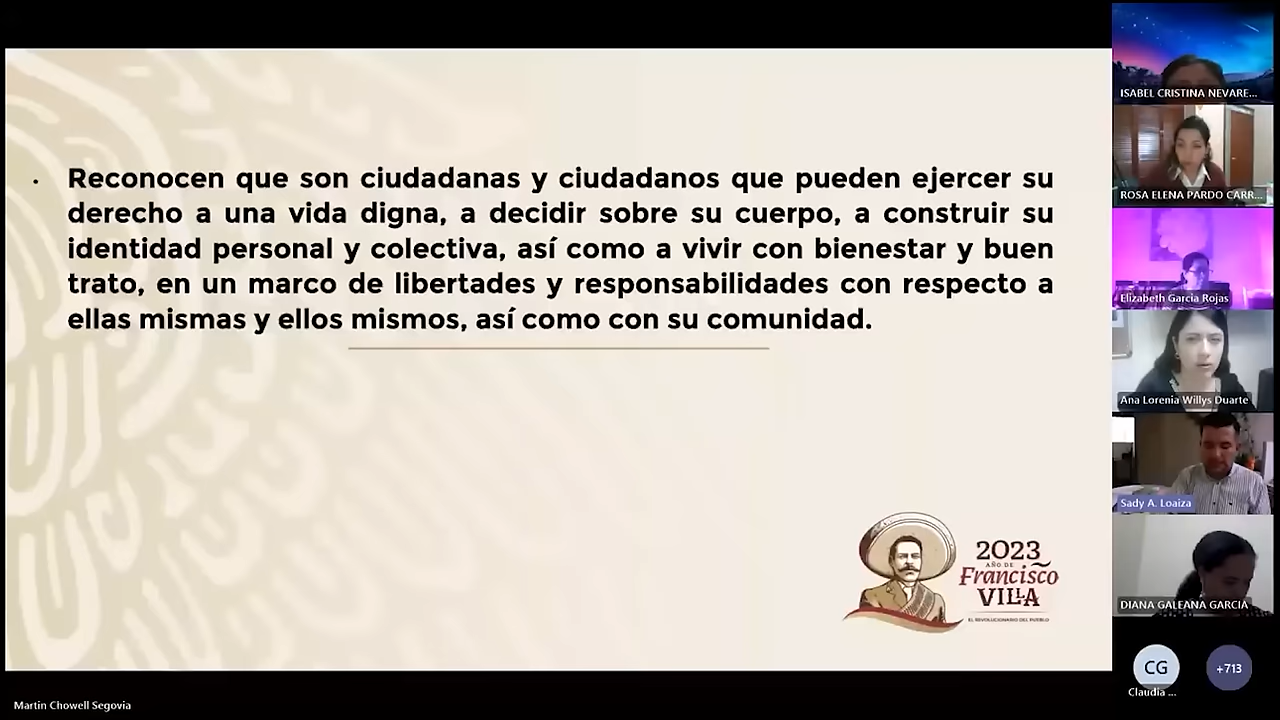 • Reconocen que son ciudadanas y ciudadanos que pueden ejercer su
derecho a una vida digna, a decidir sobre su cuerpo, a construir su
identidad personal y colectiva, así como a vivir con bienestar y buen
trato, en un marco de libertades y responsabilidades con respecto a
ellas mismas y ellos mismos, así como con su comunidad.
2023
AÑO DE
Francisco
VILLA
EL REVOLUCIONARIO DEL PUEBLO
ISABEL CRISTINA NEVARE...
ROSA ELENA PARDO CARR...
Elizabeth Garcia Rojas
Ana Lorenia Willys Duarte
Sady A. Loaiza
DIANA GALEANA GARCIA
CG
+713
Claudia ...
Martin Chowell Segovia